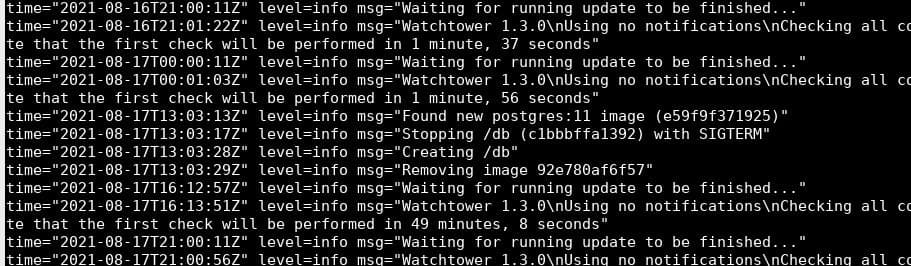 time="2021-08-16T21:00:11Z" level=info msg="Waiting for running update to be finished..."
time="2021-08-16T21:01:22Z" level=info msg="Watchtower 1.3.0\nUsing no notifications\nChecking all co
te that the first check will be performed in 1 minute, 37 seconds"
time="2021-08-17T00:00:11Z" level=info msg="Waiting for running update to be finished..."
time="2021-08-17T00:01:03Z" level=info msg="Watchtower 1.3.0\nUsing no notifications\nChecking all co
te that the first check will be performed in 1 minute, 56 seconds"
time="2021-08-17T13:03:13Z" level=info msg="Found new postgres:11 image (e59f9f371925)"
time="2021-08-17T13:03:17Z" level=info msg="Stopping /db (c1bbbffa1392) with SIGTERM"
time="2021-08-17T13:03:28Z" level=info msg="Creating /db"
time="2021-08-17T13:03:29Z" level=info msg="Removing image 92e780af6f57"
time="2021-08-17T16:12:57Z" level=info msg="Waiting for running update to be finished..."
time="2021-08-17T16:13:51Z" level=info msg="Watchtower 1.3.0\nUsing no notifications\nChecking all co
te that the first check will be performed in 49 minutes, 8 seconds"
time="2021-08-17T21:00:11Z" level=info msg="Waiting for running update to be finished..."
time="2021-08-17T21:00:56Z" level=info msg="Watchtower 1.3.0\nUsing no notifications\nChecking all co